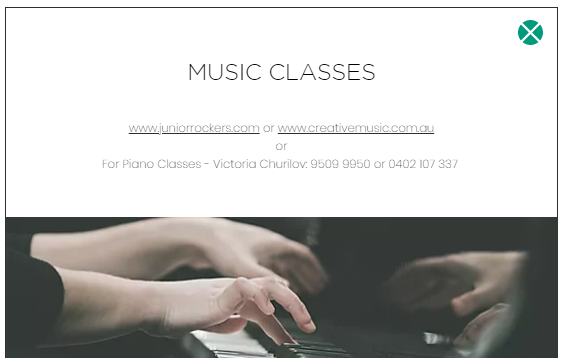 MUSIC CLASSES
www.juniorrockers.com or www.creativemusic.com.au
or
For Piano Classes - Victoria Churilov: 9509 9950 or 0402 107 337